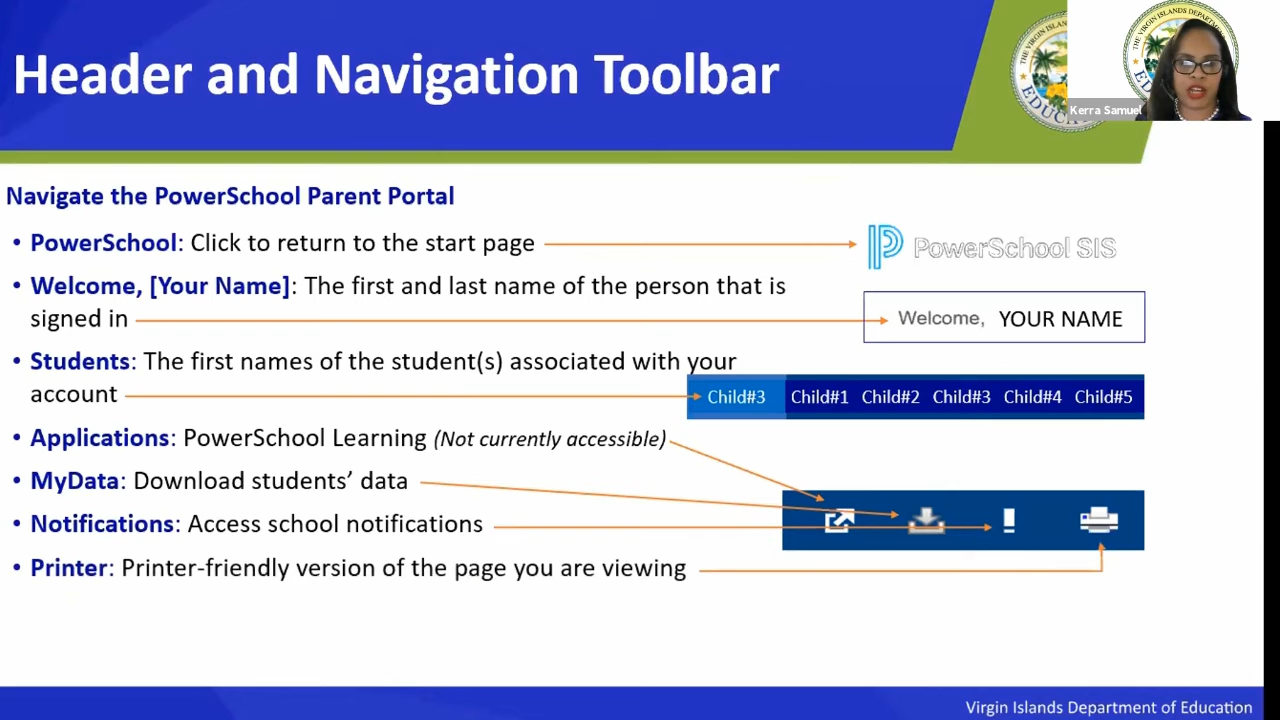 Header and Navigation Toolbar
THE VIRGIN ISLANDS DEPARTMENT
Kerra Samuel
Navigate the PowerSchool Parent Portal
• PowerSchool: Click to return to the start page
PowerSchool SIS
• Welcome, [Your Name]: The first and last name of the person that is
signed in
Welcome, YOUR NAME
• Students: The first names of the student(s) associated with your
account
Child#3 Child#1 Child#2 Child#3 Child#4 Child#5
• Applications: PowerSchool Learning (Not currently accessible)
• MyData: Download students’ data
• Notifications: Access school notifications
• Printer: Printer-friendly version of the page you are viewing
Virgin Islands Department of Education